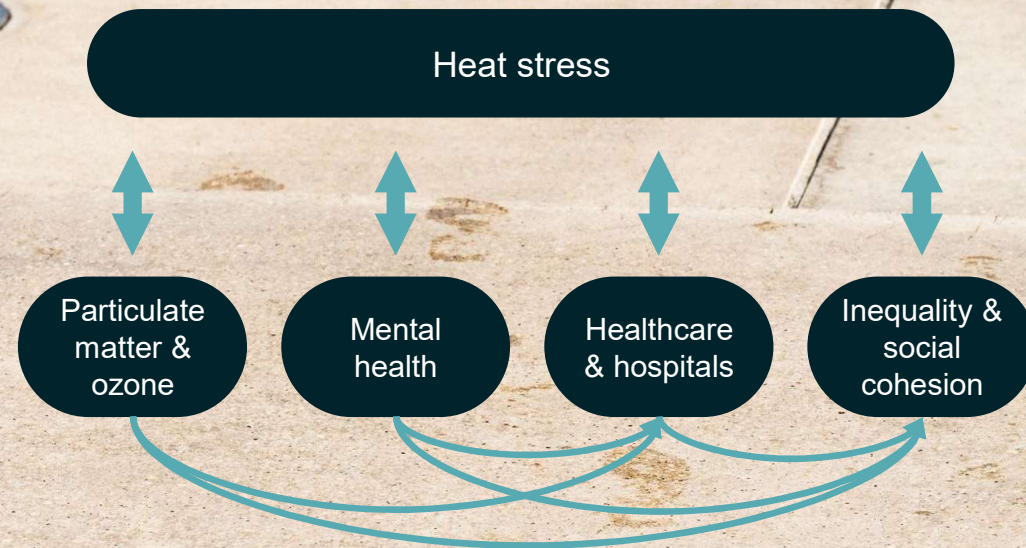 Heat stress
Particulate
matter &
ozone
Mental
health
Healthcare
& hospitals
Inequality &
social
cohesion